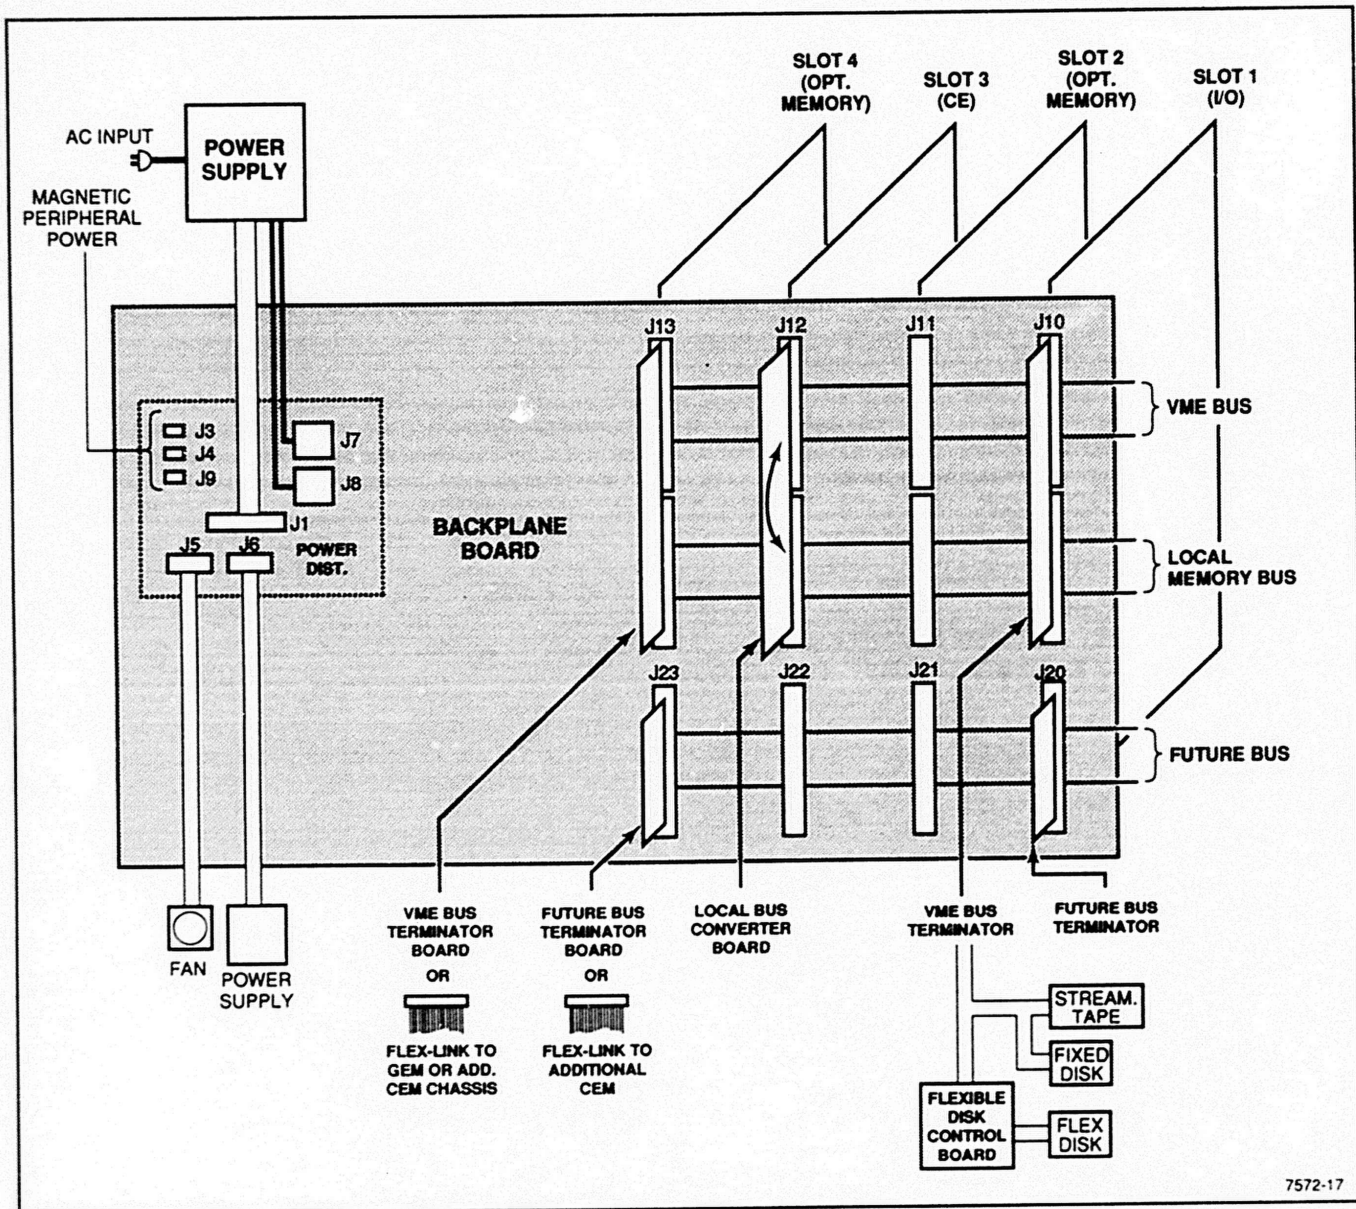 SLOT 4
(OPT.
MEMORY)
SLOT 3
(CE)
SLOT 2
(OPT.
MEMORY)
SLOT 1
(I/O)
AC INPUT
POWER
SUPPLY
MAGNETIC
PERIPHERAL
POWER
J13
J12
J11
J10
VME BUS
J3
J4
J9
J7
J8
J1
J5
J6
POWER
DIST.
BACKPLANE
BOARD
LOCAL
MEMORY BUS
J23
J22
J21
J20
FUTURE BUS
FAN
POWER
SUPPLY
VME BUS
TERMINATOR
BOARD
OR
FLEX-LINK TO
GEM OR ADD.
CEM CHASSIS
FUTURE BUS
TERMINATOR
BOARD
OR
FLEX-LINK TO
ADDITIONAL
CEM
LOCAL BUS
CONVERTER
BOARD
VME BUS
TERMINATOR
FUTURE BUS
TERMINATOR
STREAM.
TAPE
FIXED
DISK
FLEXIBLE
DISK
CONTROL
BOARD
FLEX
DISK
7572-17